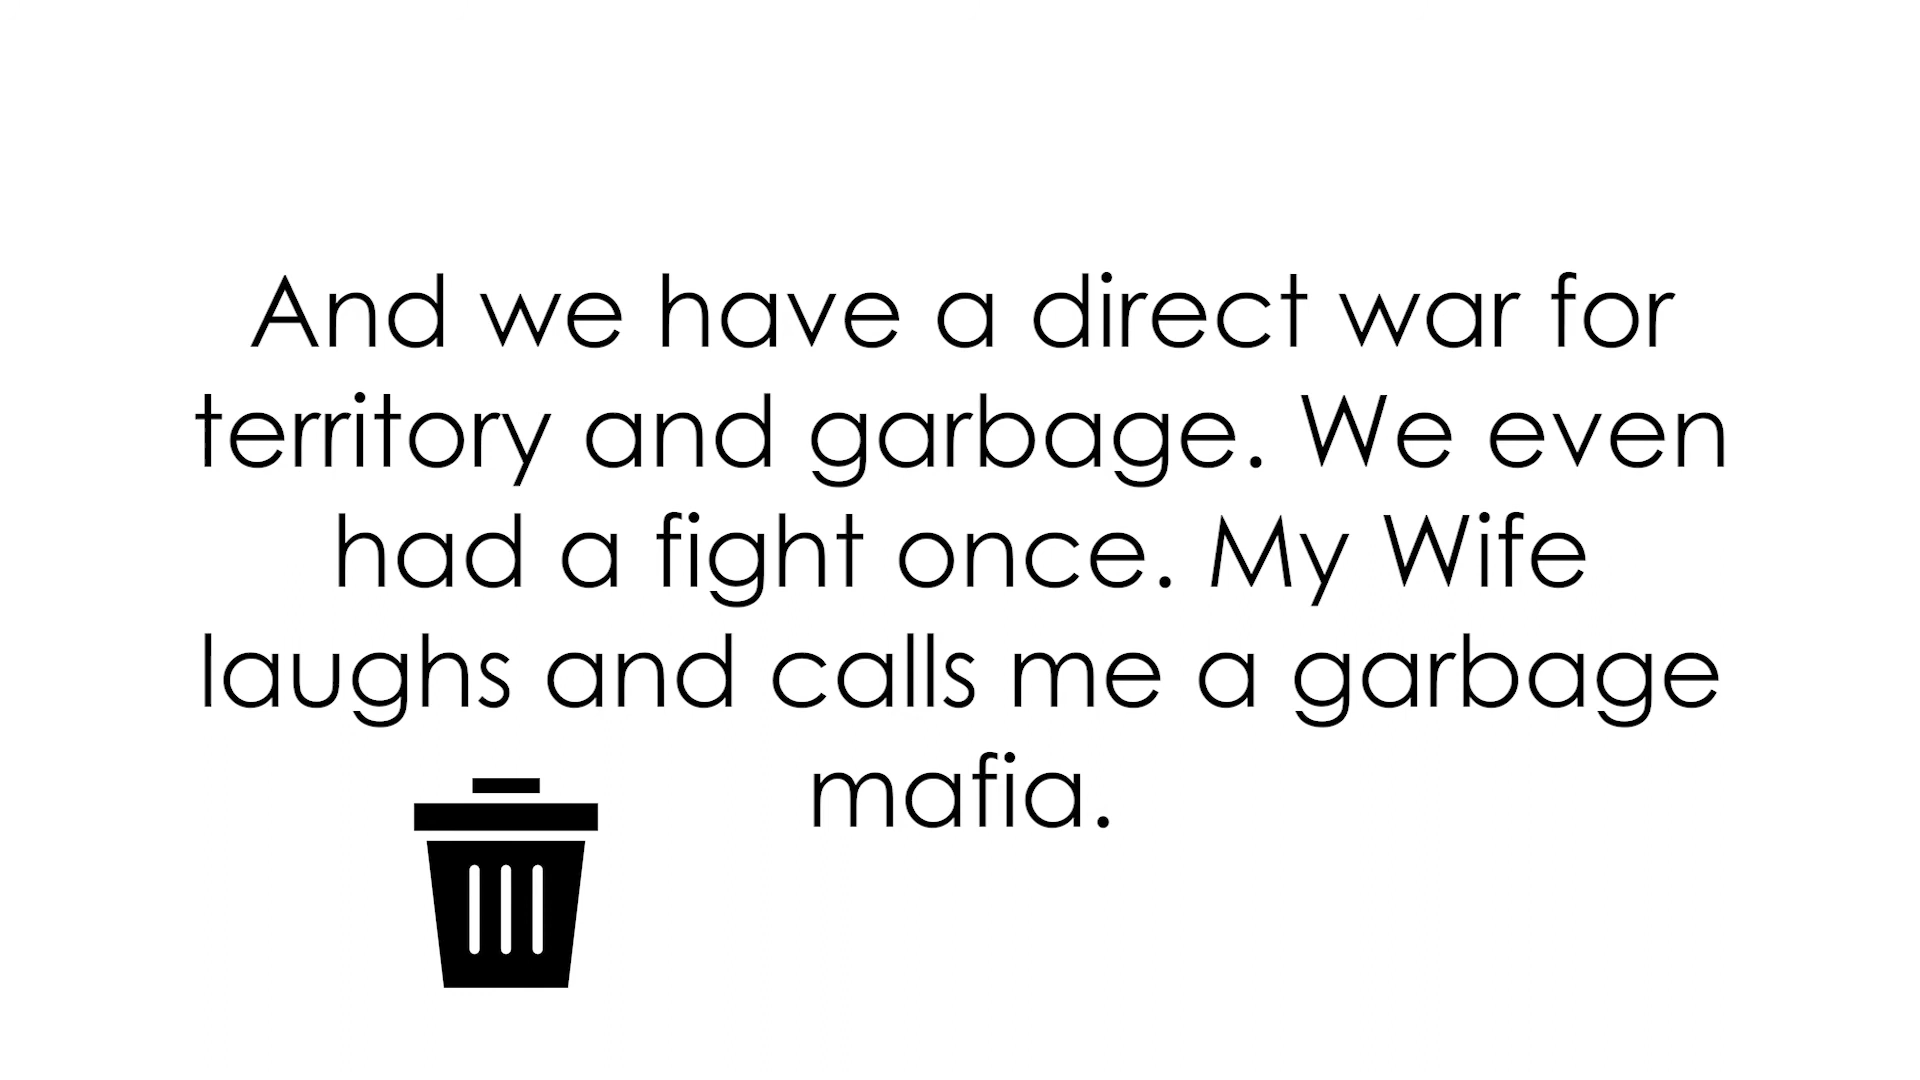 And we have a direct war for
territory and garbage. We even
had a fight once. My Wife
laughs and calls me a garbage
mafia.